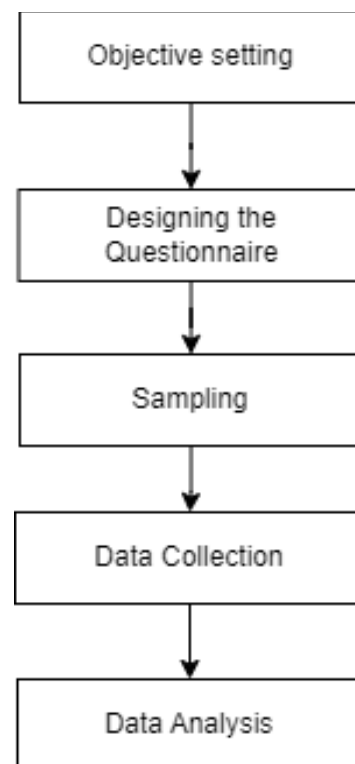 Objective setting
Designing the
Questionnaire
Sampling
Data Collection
Data Analysis